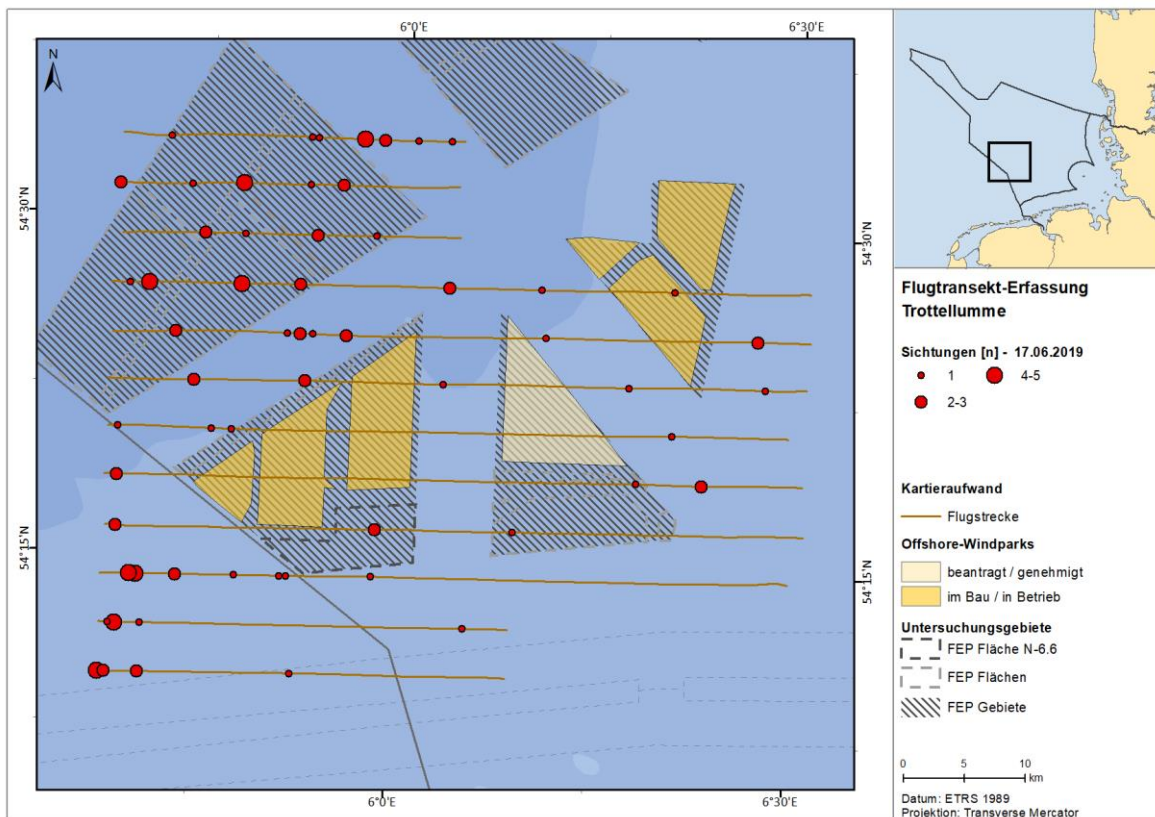 6°0'E
6°30'E
N
54°30'N
54°30'N
54°15'N
54°15'N
6°0'E
6°30'E
Flugtransekt-Erfassung
Trottellumme
Sichtungen [n] - 17.06.2019
1
4-5
2-3
Kartieraufwand
Flugstrecke
Offshore-Windparks
beantragt / genehmigt
im Bau / in Betrieb
Untersuchungsgebiete
FEP Fläche N-6.6
FEP Flächen
FEP Gebiete
0 5 10
km
Datum: ETRS 1989
Projektion: Transverse Mercator